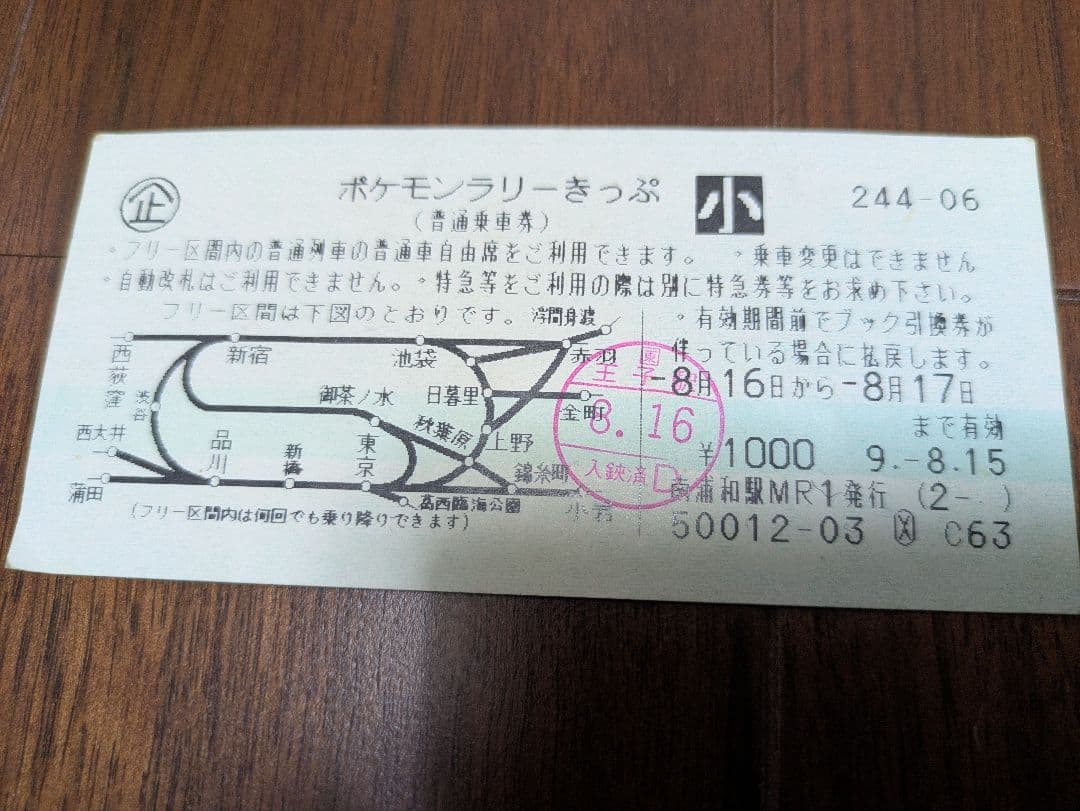 企 ポケモンラリーきっぷ 小 244-06
(普通乗車券)
・フリー区間内の普通列車の普通車自由席をご利用できます。 ・乗車変更はできません
・自動改札はご利用できません。・特急等をご利用の際は別に特急券等をお求め下さい。
フリー区間は下図のとおりです。
浮間舟渡
西荻窪
新宿
池袋
赤羽
渋谷
御茶ノ水
日暮里
金町
西大井
品川
新橋
東京
秋葉原
上野
錦糸町
蒲田
葛西臨海公園
小岩
(フリー区間内は何回でも乗り降りできます)
・有効期間前でブック引換券が
伴っている場合に払戻します。
-8月16日から-8月17日
まで有効
¥1000 9.-8.15
南浦和駅MR1発行 (2- )
50012-03 ㊇ C63
王子駅
8.16
入鋏済 D